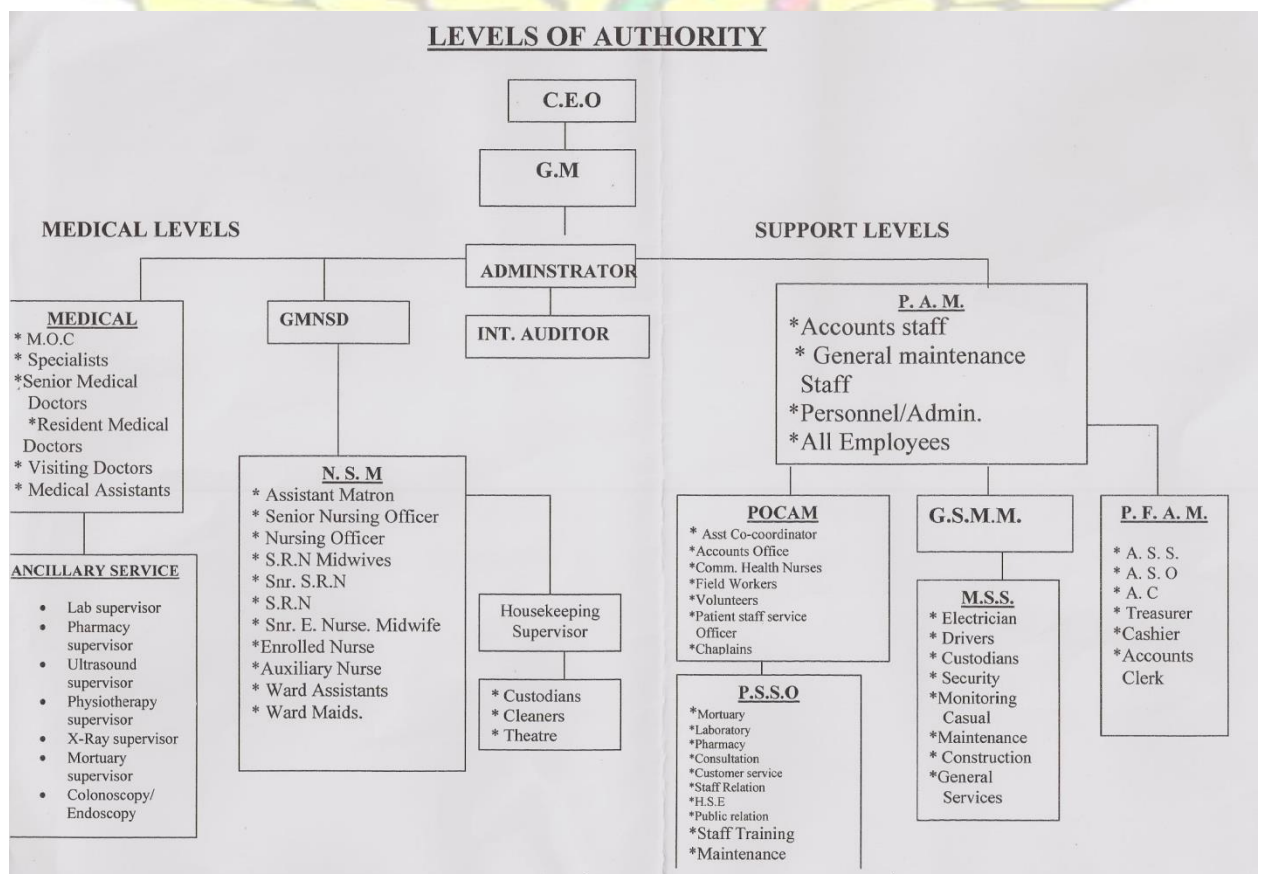 LEVELS OF AUTHORITY
C.E.O
G.M
MEDICAL LEVELS
SUPPORT LEVELS
ADMINSTRATOR
INT. AUDITOR
MEDICAL
* M.O.C
* Specialists
*Senior Medical
Doctors
*Resident Medical
Doctors
* Visiting Doctors
* Medical Assistants
ANCILLARY SERVICE
• Lab supervisor
• Pharmacy
supervisor
• Ultrasound
supervisor
• Physiotherapy
supervisor
• X-Ray supervisor
• Mortuary
supervisor
• Colonoscopy/
Endoscopy
GMNSD
N. S. M
* Assistant Matron
* Senior Nursing Officer
* Nursing Officer
* S.R.N Midwives
* Snr. S.R.N
* S.R.N
* Snr. E. Nurse. Midwife
*Enrolled Nurse
*Auxiliary Nurse
* Ward Assistants
* Ward Maids.
Housekeeping
Supervisor
* Custodians
* Cleaners
* Theatre
P. A. M.
*Accounts staff
* General maintenance
Staff
*Personnel/Admin.
*All Employees
POCAM
* Asst Co-coordinator
*Accounts Office
*Comm. Health Nurses
*Field Workers
*Volunteers
*Patient staff service
Officer
*Chaplains
P.S.S.O
*Mortuary
*Laboratory
*Pharmacy
*Consultation
*Customer service
*Staff Relation
*H.S.E
*Public relation
*Staff Training
*Maintenance
G.S.M.M.
M.S.S.
* Electrician
* Drivers
* Custodians
* Security
*Monitoring
Casual
*Maintenance
* Construction
*General
Services
P. F. A. M.
* A. S. S.
* A. S. O
* A. C
* Treasurer
*Cashier
*Accounts
Clerk